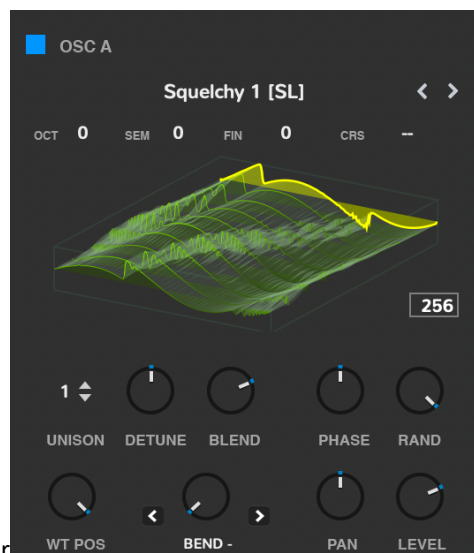 OSC A
Squelchy 1 [SL] < >
OCT 0 SEM 0 FIN 0 CRS --
256
1
UNISON DETUNE BLEND PHASE RAND
< >
r WT POS BEND - PAN LEVEL